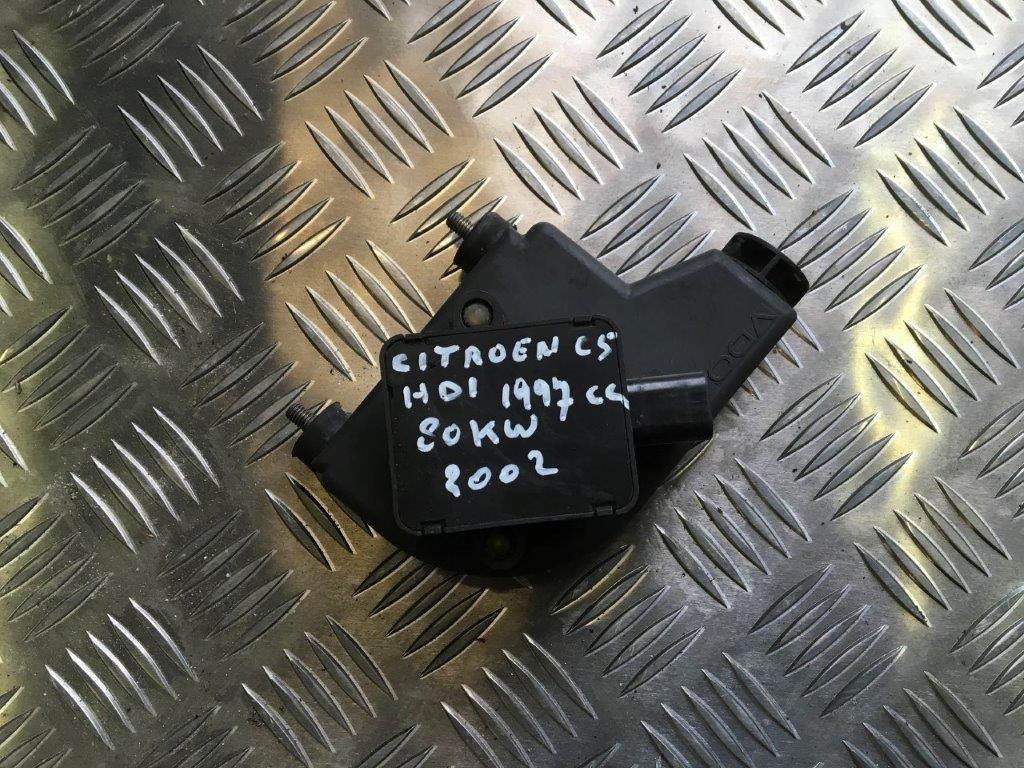 CITROEN C5
HDI 1997 CC
80KW
2002
VDO